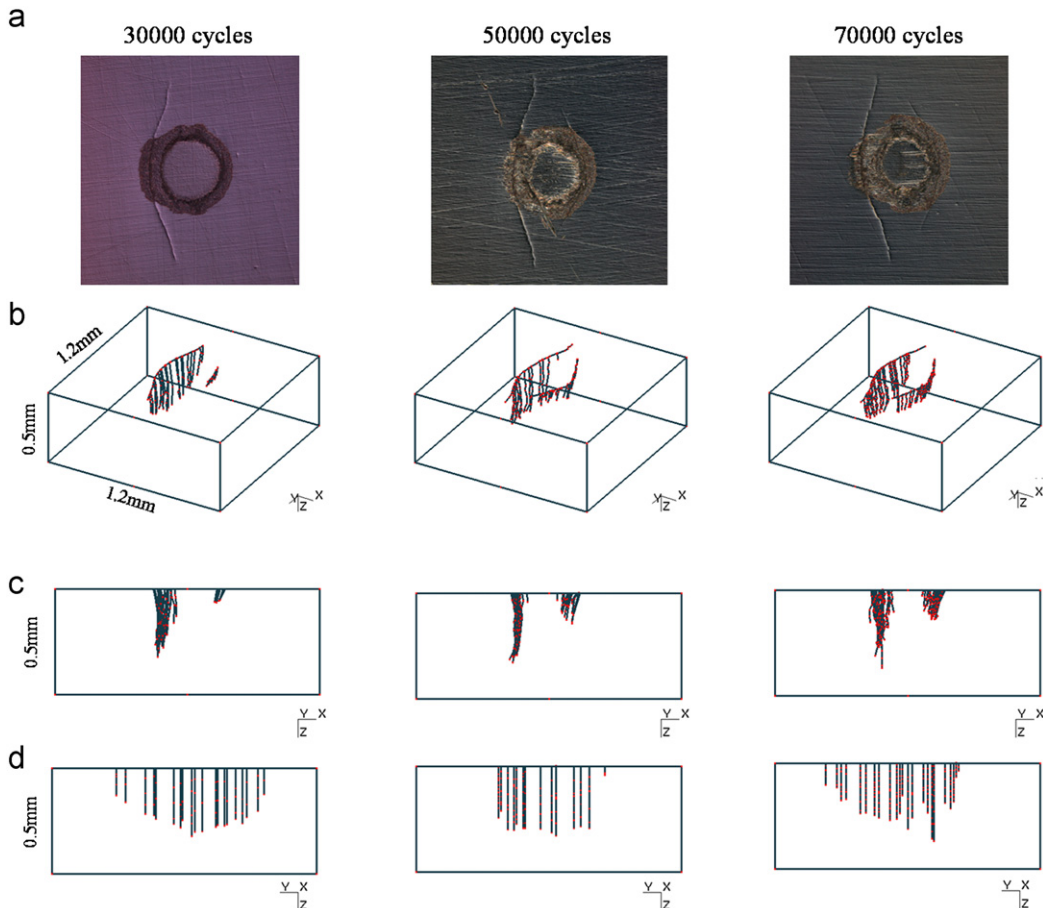 a
30000 cycles 50000 cycles 70000 cycles
b
1.2mm
0.5mm
1.2mm
Y X Y X Y X
Z Z Z
c
0.5mm
Y X Y X Y X
Z Z Z
d
0.5mm
Y X Y X Y X
Z Z Z